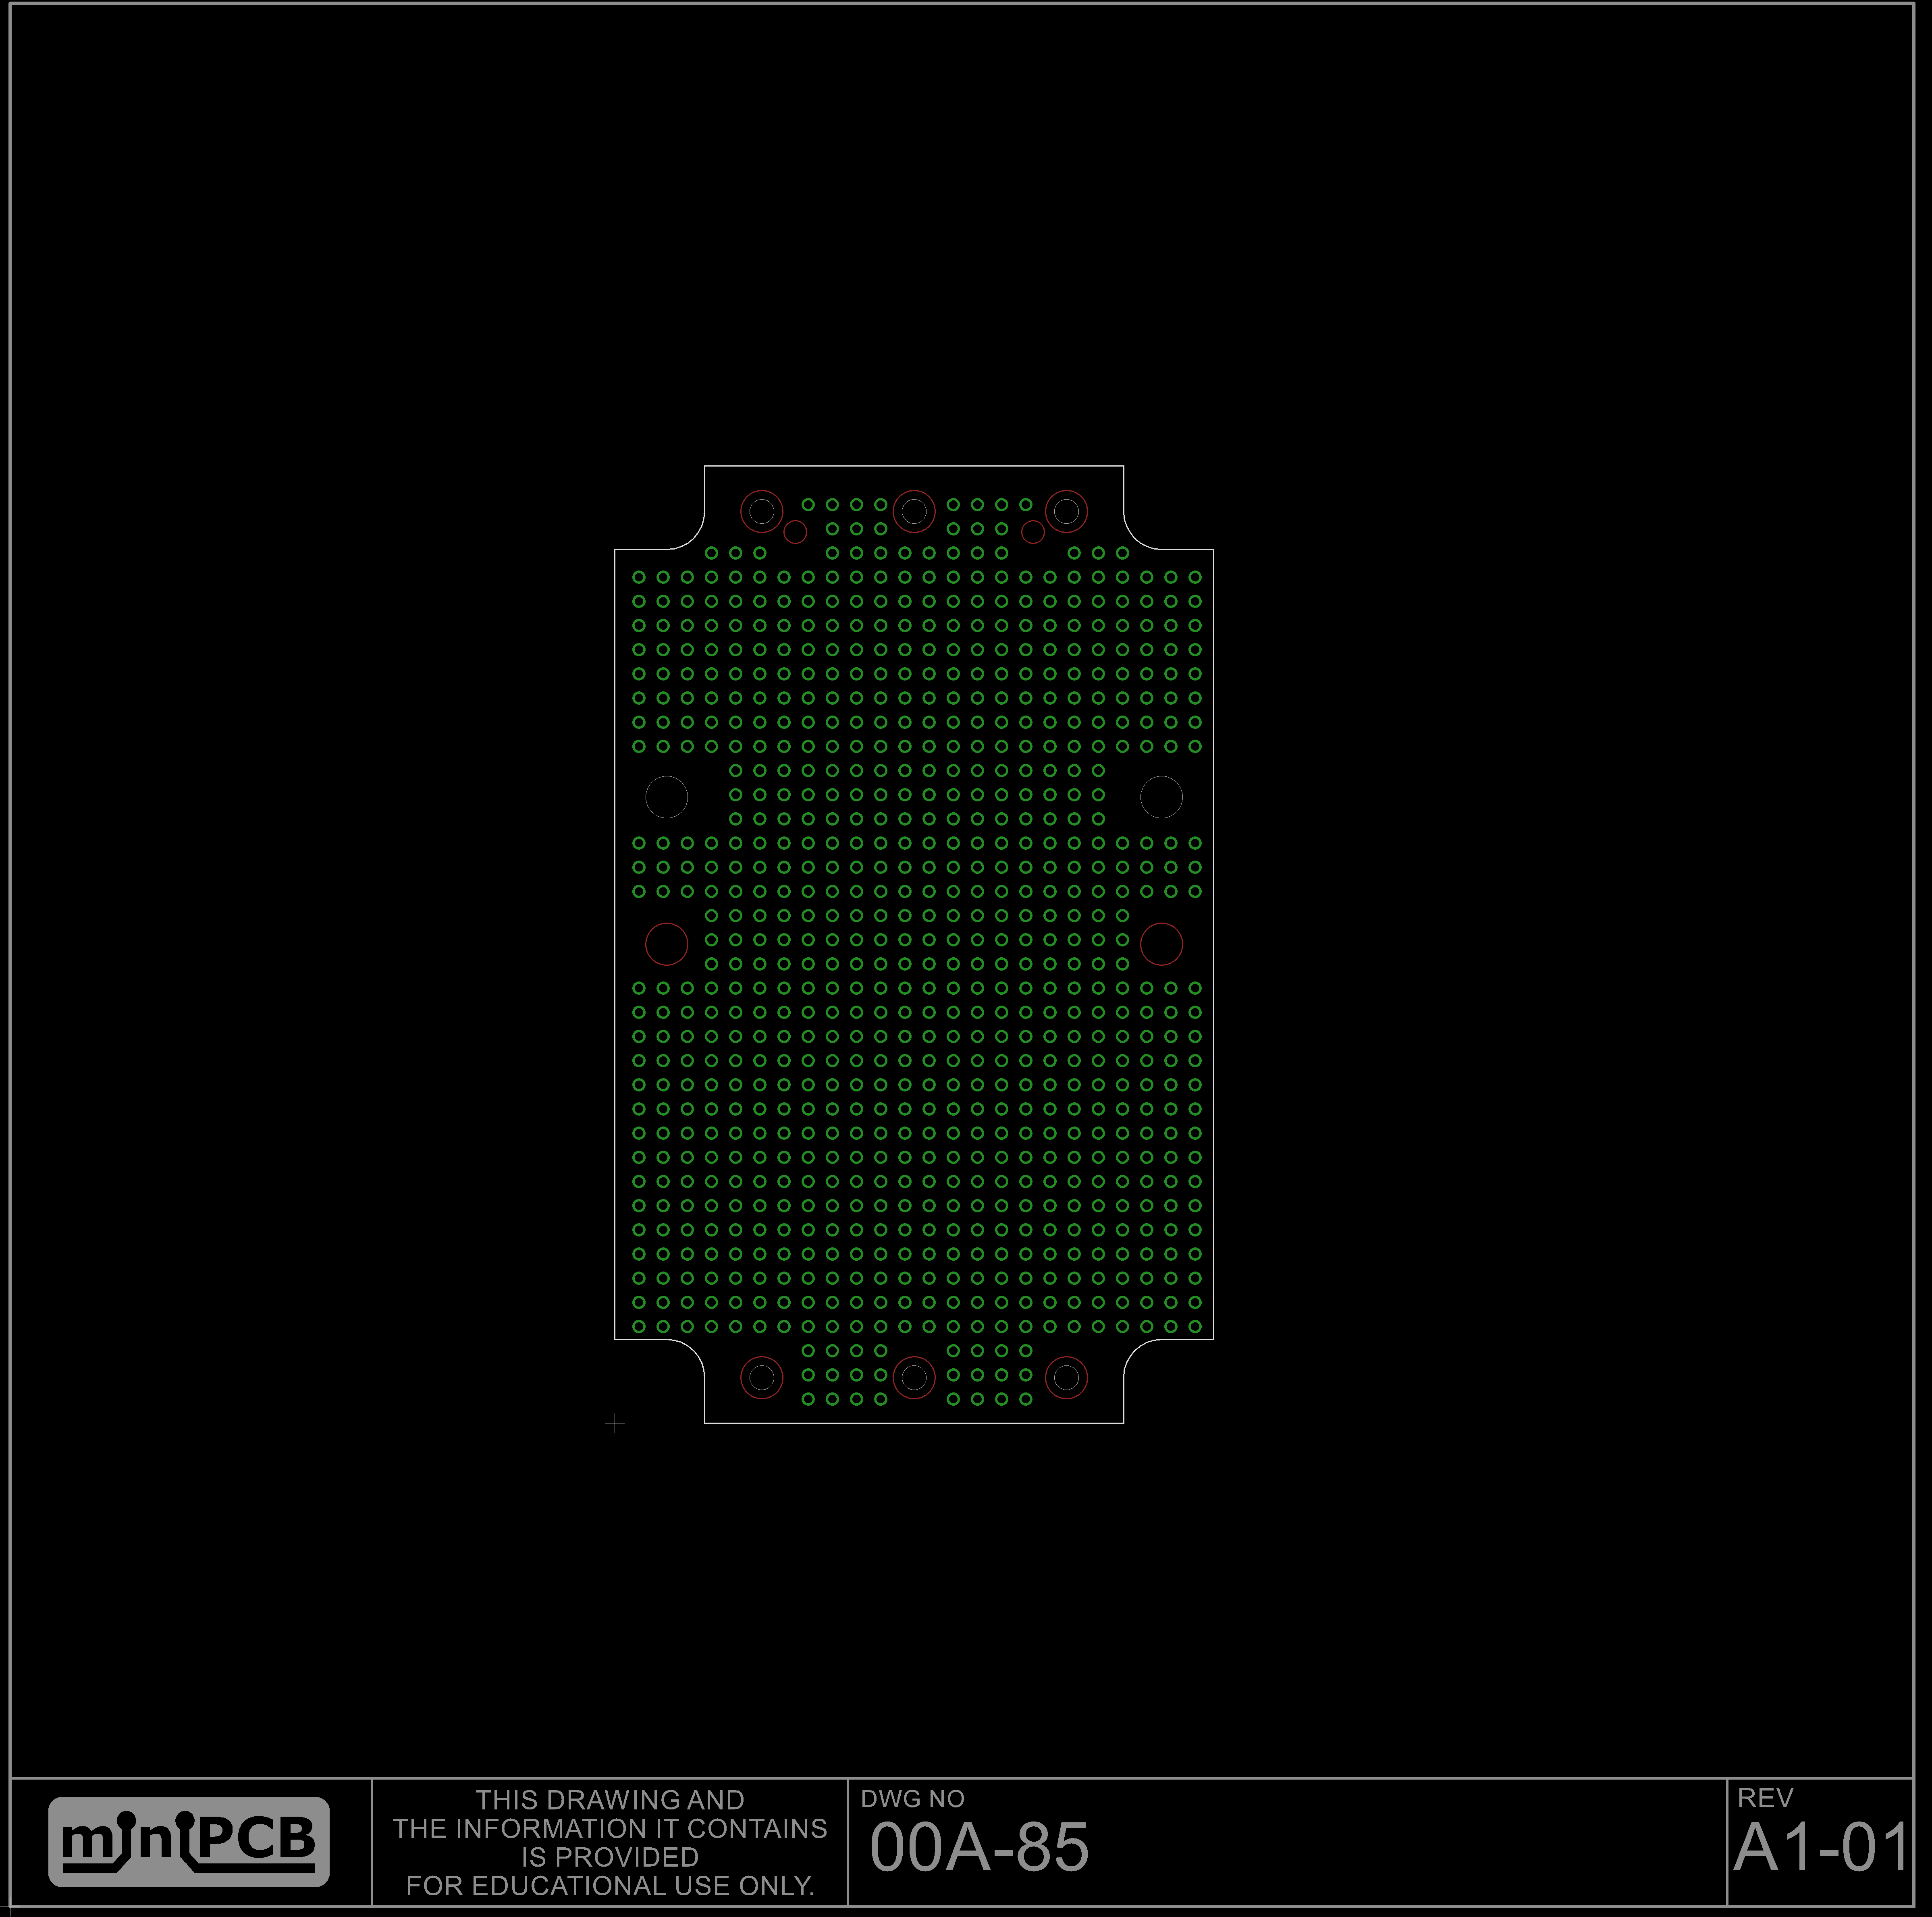 miniPCB
THIS DRAWING AND
THE INFORMATION IT CONTAINS
IS PROVIDED
FOR EDUCATIONAL USE ONLY.
DWG NO
00A-85
REV
A1-01